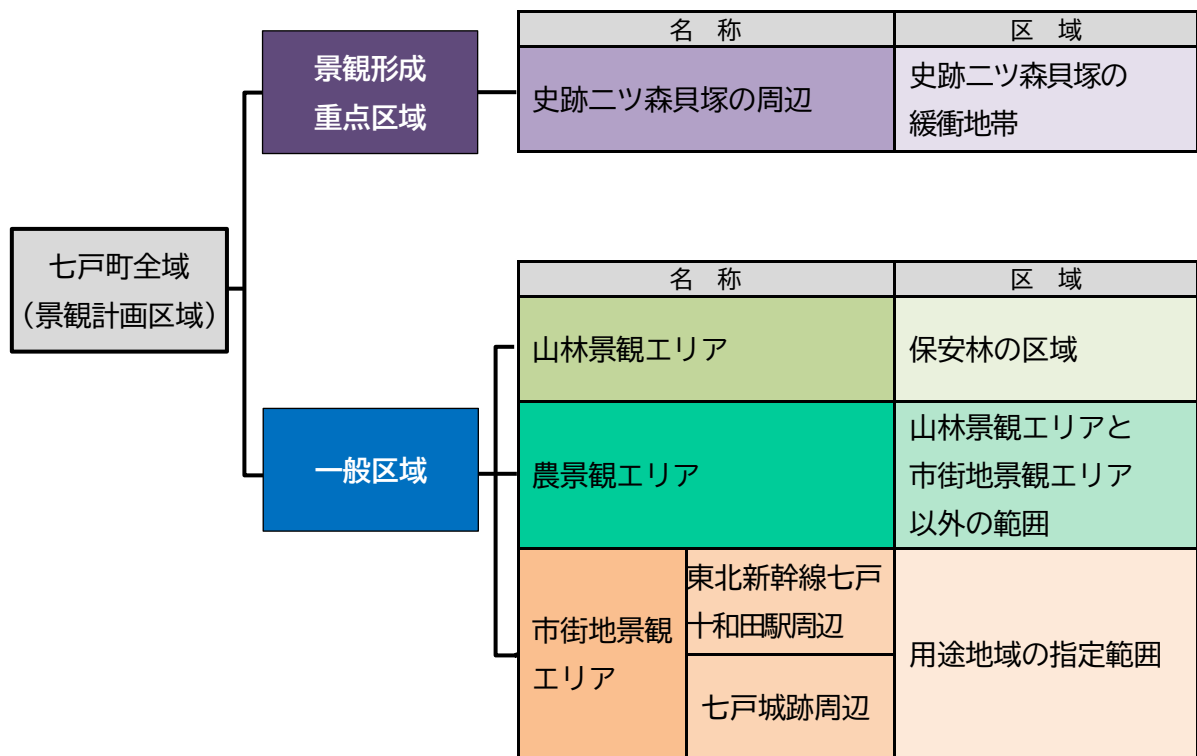 名 称
区 域
景観形成
重点区域
史跡二ツ森貝塚の周辺
史跡二ツ森貝塚の
緩衝地帯
七戸町全域
(景観計画区域)
名 称
区 域
山林景観エリア
保安林の区域
一般区域
農景観エリア
山林景観エリアと
市街地景観エリア
以外の範囲
市街地景観
エリア
東北新幹線七戸
十和田駅周辺
七戸城跡周辺
用途地域の指定範囲